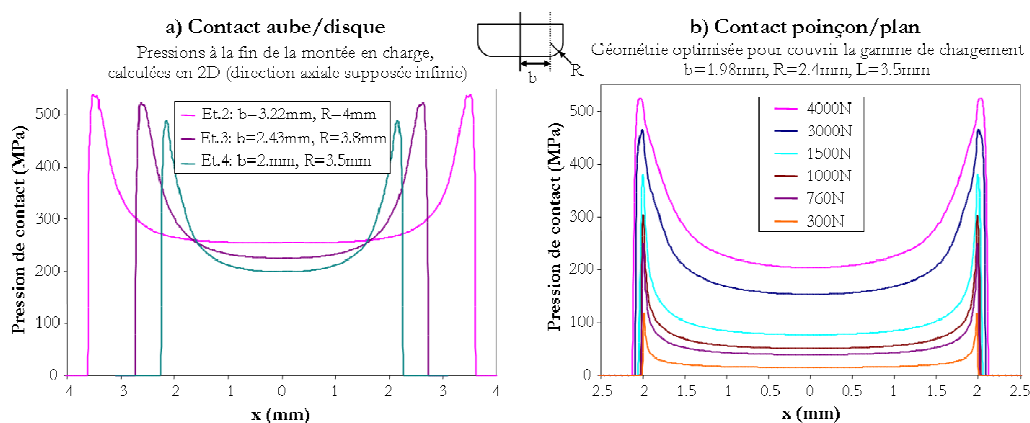 a) Contact aube/disque
Pressions à la fin de la montée en charge,
calculées en 2D (direction axiale supposée infinie)
b
R
b) Contact poinçon/plan
Géométrie optimisée pour couvrir la gamme de chargement
b=1.98mm, R=2.4mm, L=3.5mm
Pression de contact (MPa)
500
400
300
200
100
0
Et.2: b=3.22mm, R=4mm
Et.3: b=2.43mm, R=3.8mm
Et.4: b=2.mm, R=3.5mm
4 3 2 1 0 1 2 3 4
x (mm)
Pression de contact (MPa)
500
400
300
200
100
0
4000N
3000N
1500N
1000N
760N
300N
2.5 2 1.5 1 0.5 0 0.5 1 1.5 2 2.5
x (mm)